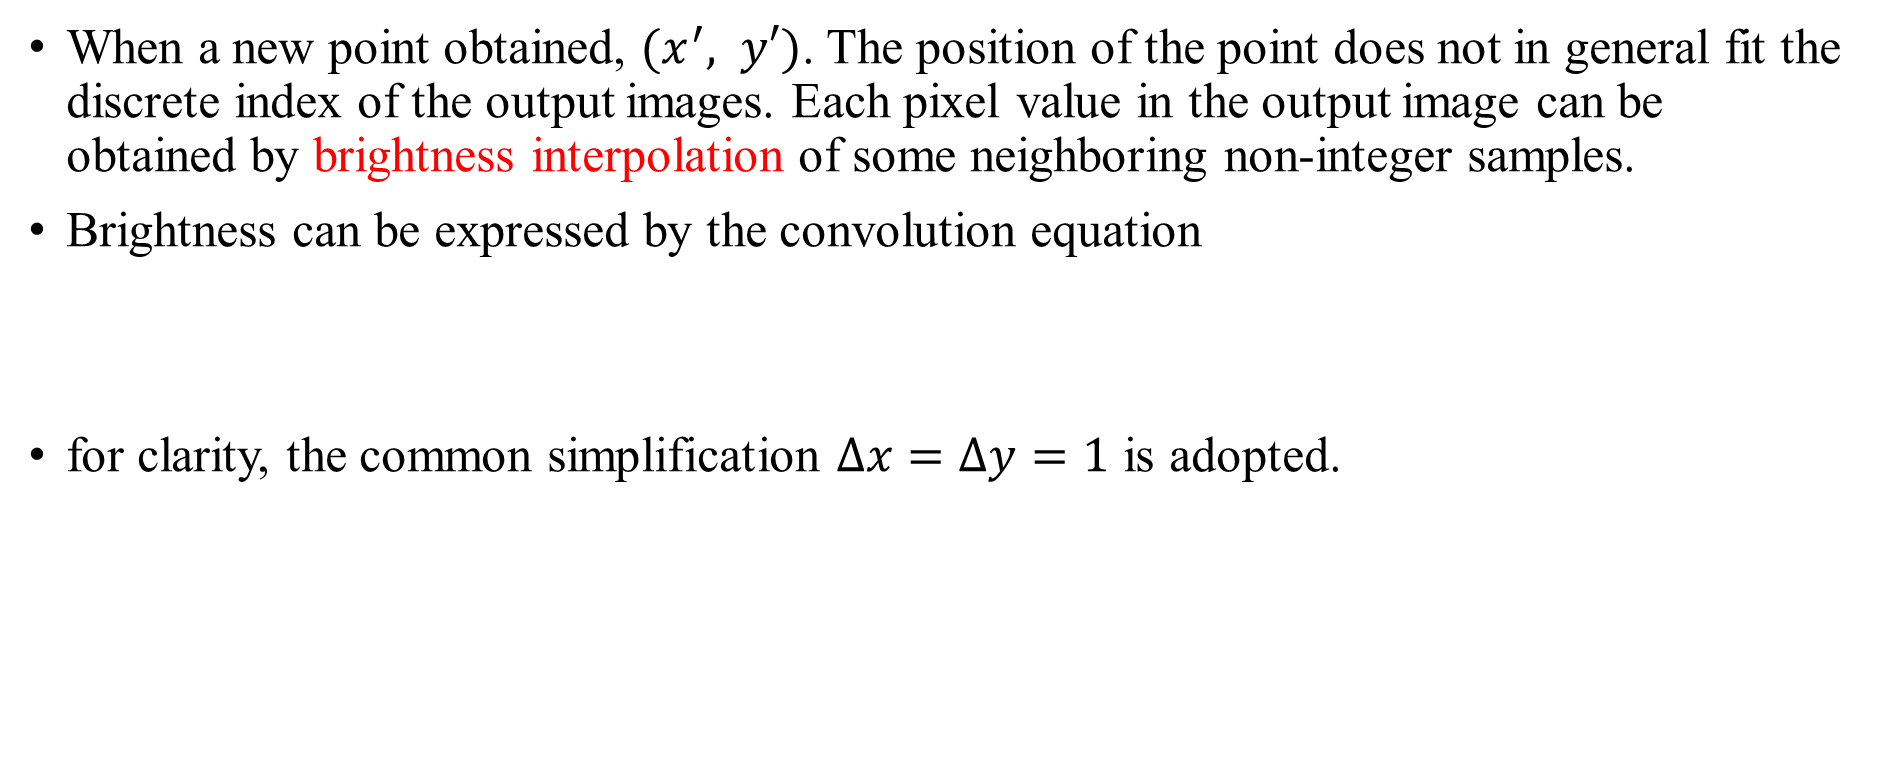 • When a new point obtained, (x′, y′). The position of the point does not in general fit the
discrete index of the output images. Each pixel value in the output image can be
obtained by brightness interpolation of some neighboring non-integer samples.
• Brightness can be expressed by the convolution equation
• for clarity, the common simplification Δx = Δy = 1 is adopted.